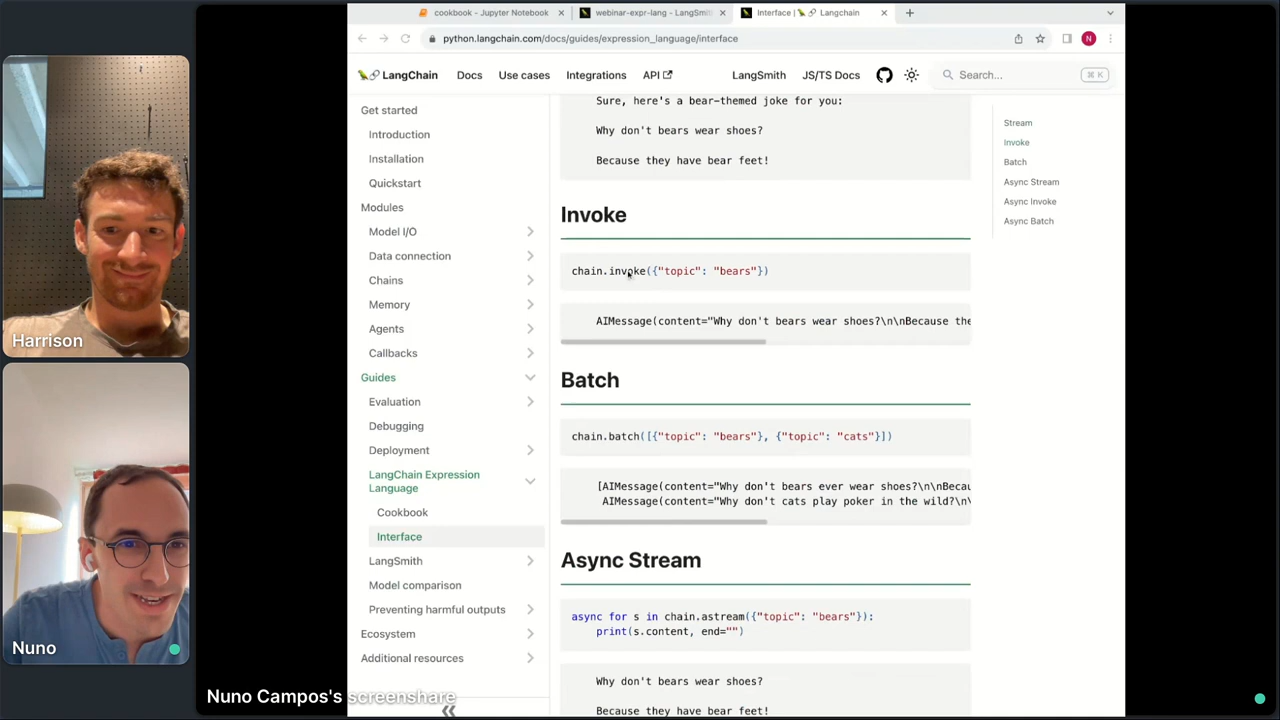 cookbook - Jupyter Notebook
webinar-expr-lang - LangSmith
Interface | 🦜️🔗 Langchain
python.langchain.com/docs/guides/expression_language/interface
N
LangChain
Docs
Use cases
Integrations
API
LangSmith
JS/TS Docs
Search...
⌘ K
Get started
Introduction
Installation
Quickstart
Modules
Model I/O
Data connection
Chains
Memory
Agents
Callbacks
Guides
Evaluation
Debugging
Deployment
LangChain Expression
Language
Cookbook
Interface
LangSmith
Model comparison
Preventing harmful outputs
Ecosystem
Additional resources
Sure, here's a bear-themed joke for you:
Why don't bears wear shoes?
Because they have bear feet!
Invoke
chain.invoke({"topic": "bears"})
AIMessage(content="Why don't bears wear shoes?\n\nBecause the
Batch
chain.batch([{"topic": "bears"}, {"topic": "cats"}])
[AIMessage(content="Why don't bears ever wear shoes?\n\nBecau
AIMessage(content="Why don't cats play poker in the wild?\n\
Async Stream
async for s in chain.astream({"topic": "bears"}):
print(s.content, end="")
Why don't bears wear shoes?
Because they have bear feet!
Stream
Invoke
Batch
Async Stream
Async Invoke
Async Batch
Harrison
Nuno
Nuno Campos's screenshare